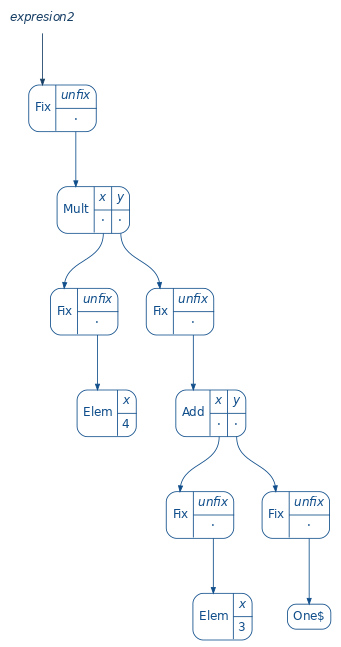 expresion2
Fix unfix
.
Mult x y
. .
Fix unfix
.
Fix unfix
.
Elem x
4
Add x y
. .
Fix unfix
.
Fix unfix
.
Elem x
3
One$